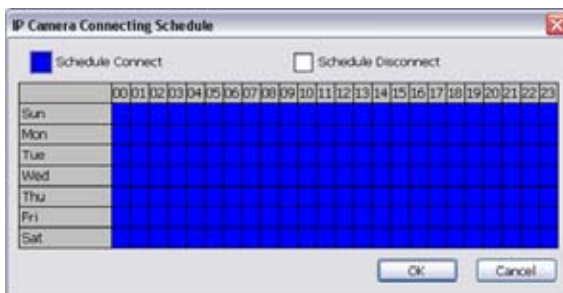 IP Camera Connecting Schedule
Schedule Connect Schedule Disconnect
00 01 02 03 04 05 06 07 08 09 10 11 12 13 14 15 16 17 18 19 20 21 22 23
Sun
Mon
Tue
Wed
Thu
Fri
Sat
OK Cancel